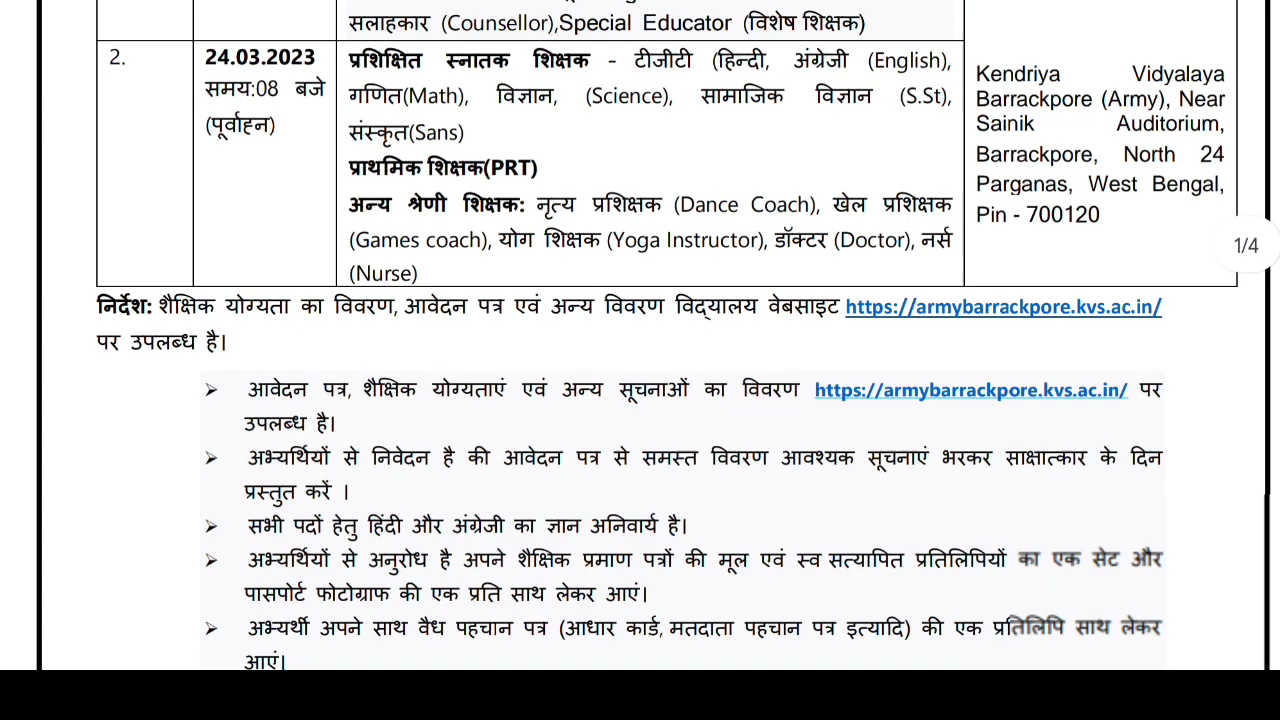 सलाहकार (Counsellor),Special Educator (विशेष शिक्षक)
2.
24.03.2023
समय:08 बजे
(पूर्वाह्न)
प्रशिक्षित स्नातक शिक्षक - टीजीटी (हिन्दी, अंग्रेजी (English),
गणित(Math), विज्ञान, (Science), सामाजिक विज्ञान (S.St),
संस्कृत(Sans)
प्राथमिक शिक्षक(PRT)
अन्य श्रेणी शिक्षक: नृत्य प्रशिक्षक (Dance Coach), खेल प्रशिक्षक
(Games coach), योग शिक्षक (Yoga Instructor), डॉक्टर (Doctor), नर्स
(Nurse)
Kendriya Vidyalaya
Barrackpore (Army), Near
Sainik Auditorium,
Barrackpore, North 24
Parganas, West Bengal,
Pin - 700120
1/4
निर्देश: शैक्षिक योग्यता का विवरण, आवेदन पत्र एवं अन्य विवरण विद्यालय वेबसाइट https://armybarrackpore.kvs.ac.in/
पर उपलब्ध है।
➢ आवेदन पत्र, शैक्षिक योग्यताएं एवं अन्य सूचनाओं का विवरण https://armybarrackpore.kvs.ac.in/ पर
उपलब्ध है।
➢ अभ्यर्थियों से निवेदन है की आवेदन पत्र से समस्त विवरण आवश्यक सूचनाएं भरकर साक्षात्कार के दिन
प्रस्तुत करें ।
➢ सभी पदों हेतु हिंदी और अंग्रेजी का ज्ञान अनिवार्य है।
➢ अभ्यर्थियों से अनुरोध है अपने शैक्षिक प्रमाण पत्रों की मूल एवं स्व सत्यापित प्रतिलिपियों का एक सेट और
पासपोर्ट फोटोग्राफ की एक प्रति साथ लेकर आएं।
➢ अभ्यर्थी अपने साथ वैध पहचान पत्र (आधार कार्ड, मतदाता पहचान पत्र इत्यादि) की एक प्रतिलिपि साथ लेकर
आएं।